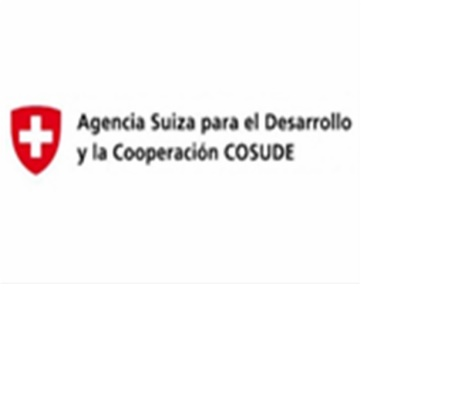 Agencia Suiza para el Desarrollo
y la Cooperación COSUDE